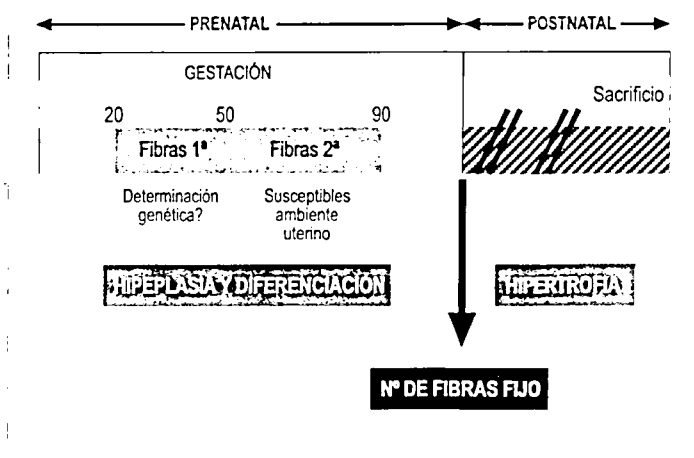 PRENATAL
POSTNATAL
GESTACIÓN
Sacrificio
20 50 90
Fibras 1ª
Fibras 2ª
Determinación
genética?
Susceptibles
ambiente
uterino
HIPEPLASIA Y DIFERENCIACIÓN
HIPERTROFIA
Nº DE FIBRAS FIJO